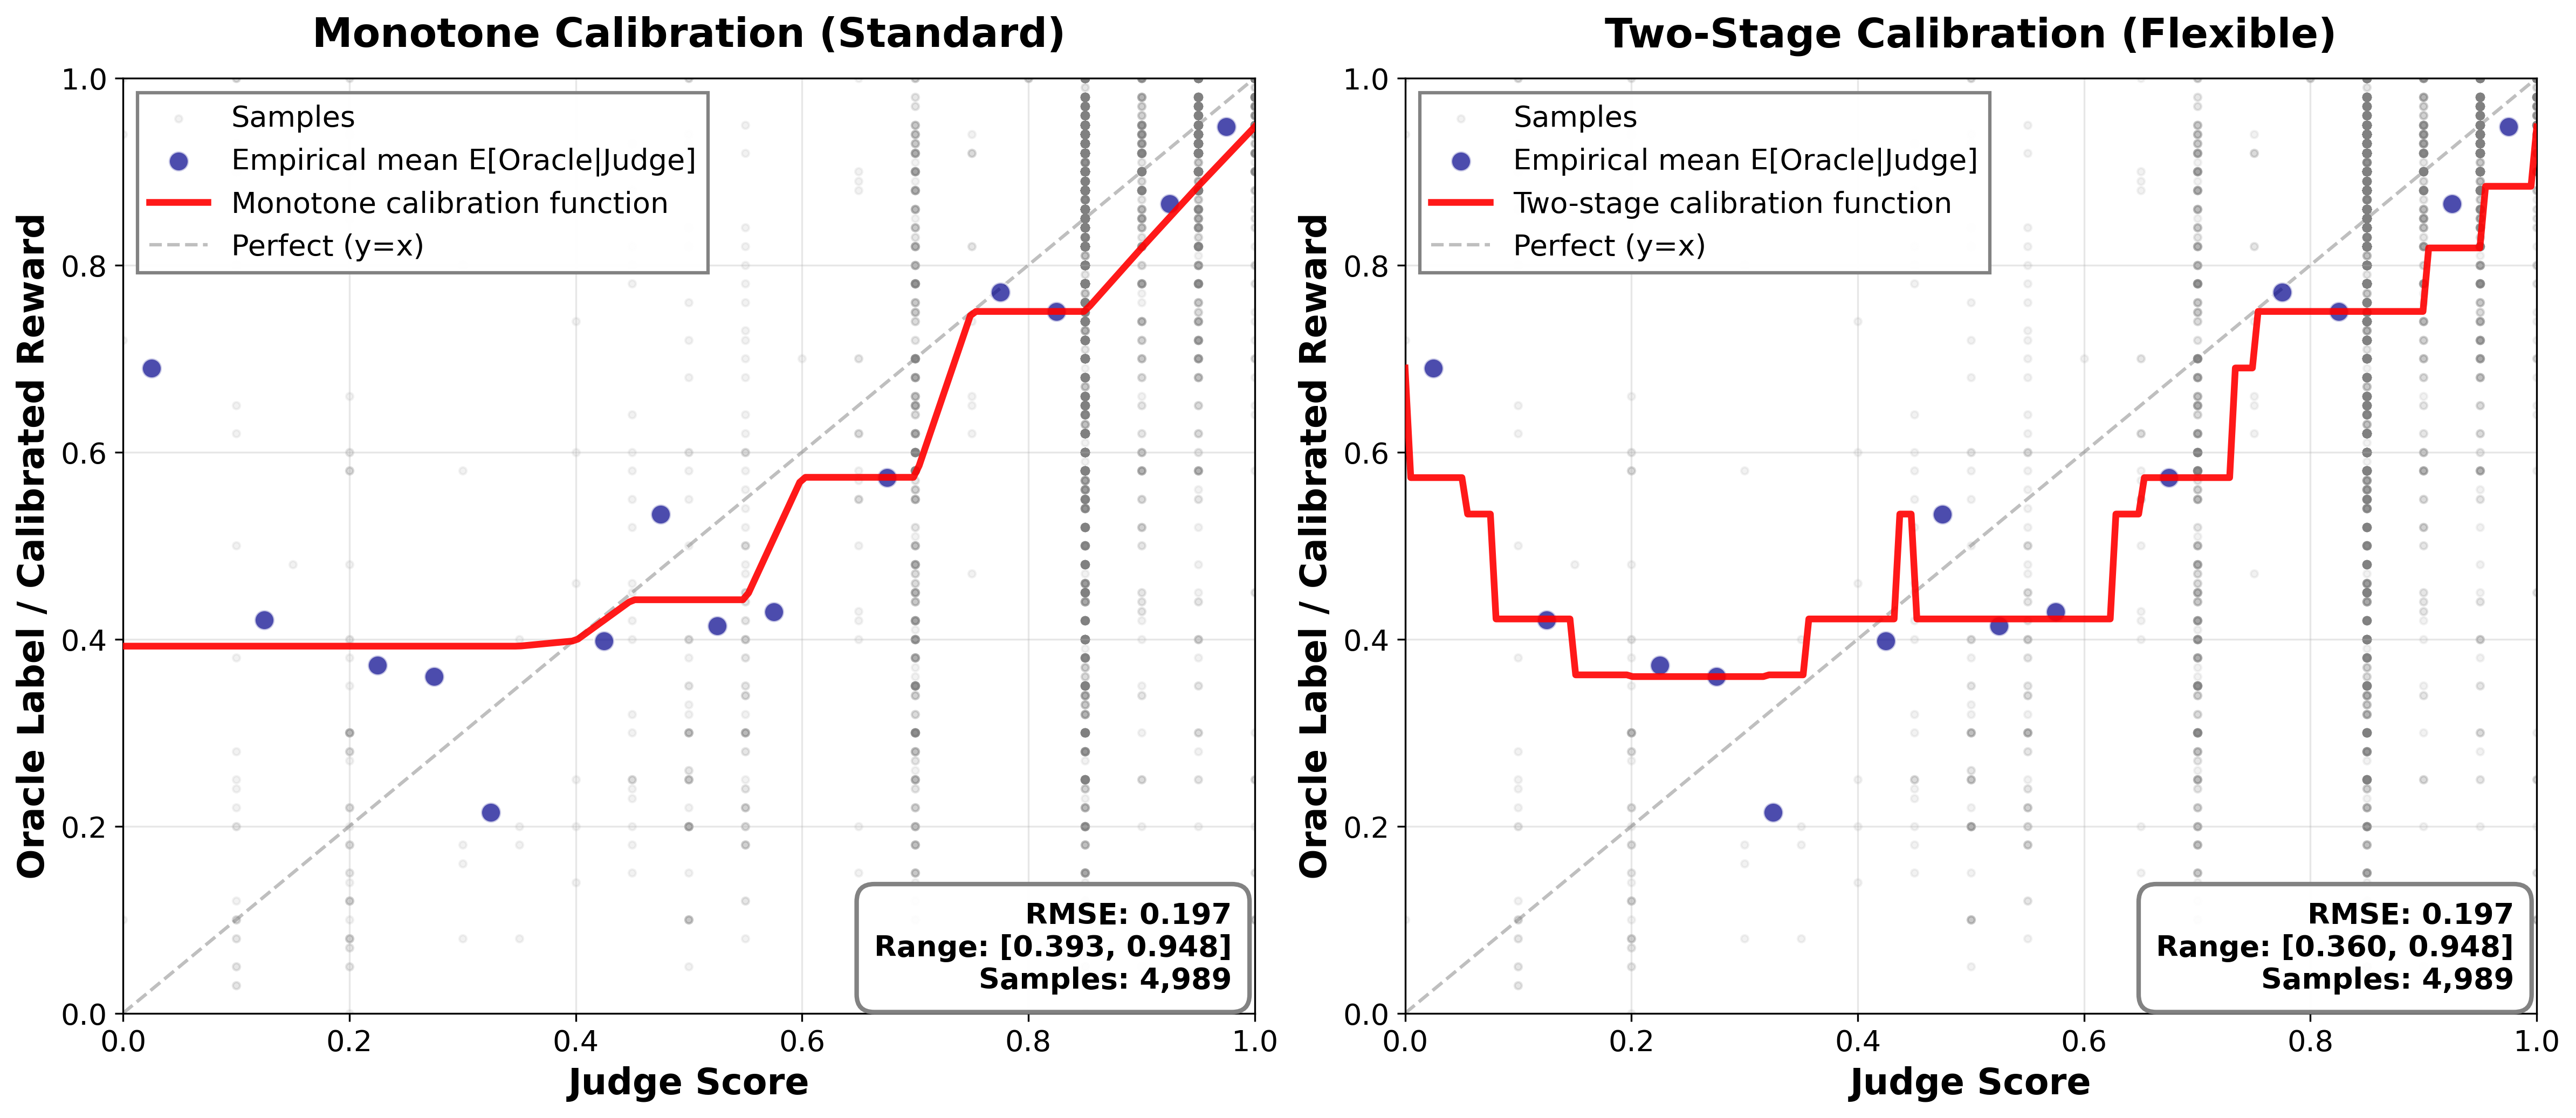 Monotone Calibration (Standard)
Oracle Label / Calibrated Reward
1.0
0.8
0.6
0.4
0.2
0.0
Samples
Empirical mean E[Oracle|Judge]
Monotone calibration function
Perfect (y=x)
RMSE: 0.197
Range: [0.393, 0.948]
Samples: 4,989
0.0 0.2 0.4 0.6 0.8 1.0
Judge Score
Two-Stage Calibration (Flexible)
Oracle Label / Calibrated Reward
1.0
0.8
0.6
0.4
0.2
0.0
Samples
Empirical mean E[Oracle|Judge]
Two-stage calibration function
Perfect (y=x)
RMSE: 0.197
Range: [0.360, 0.948]
Samples: 4,989
0.0 0.2 0.4 0.6 0.8 1.0
Judge Score